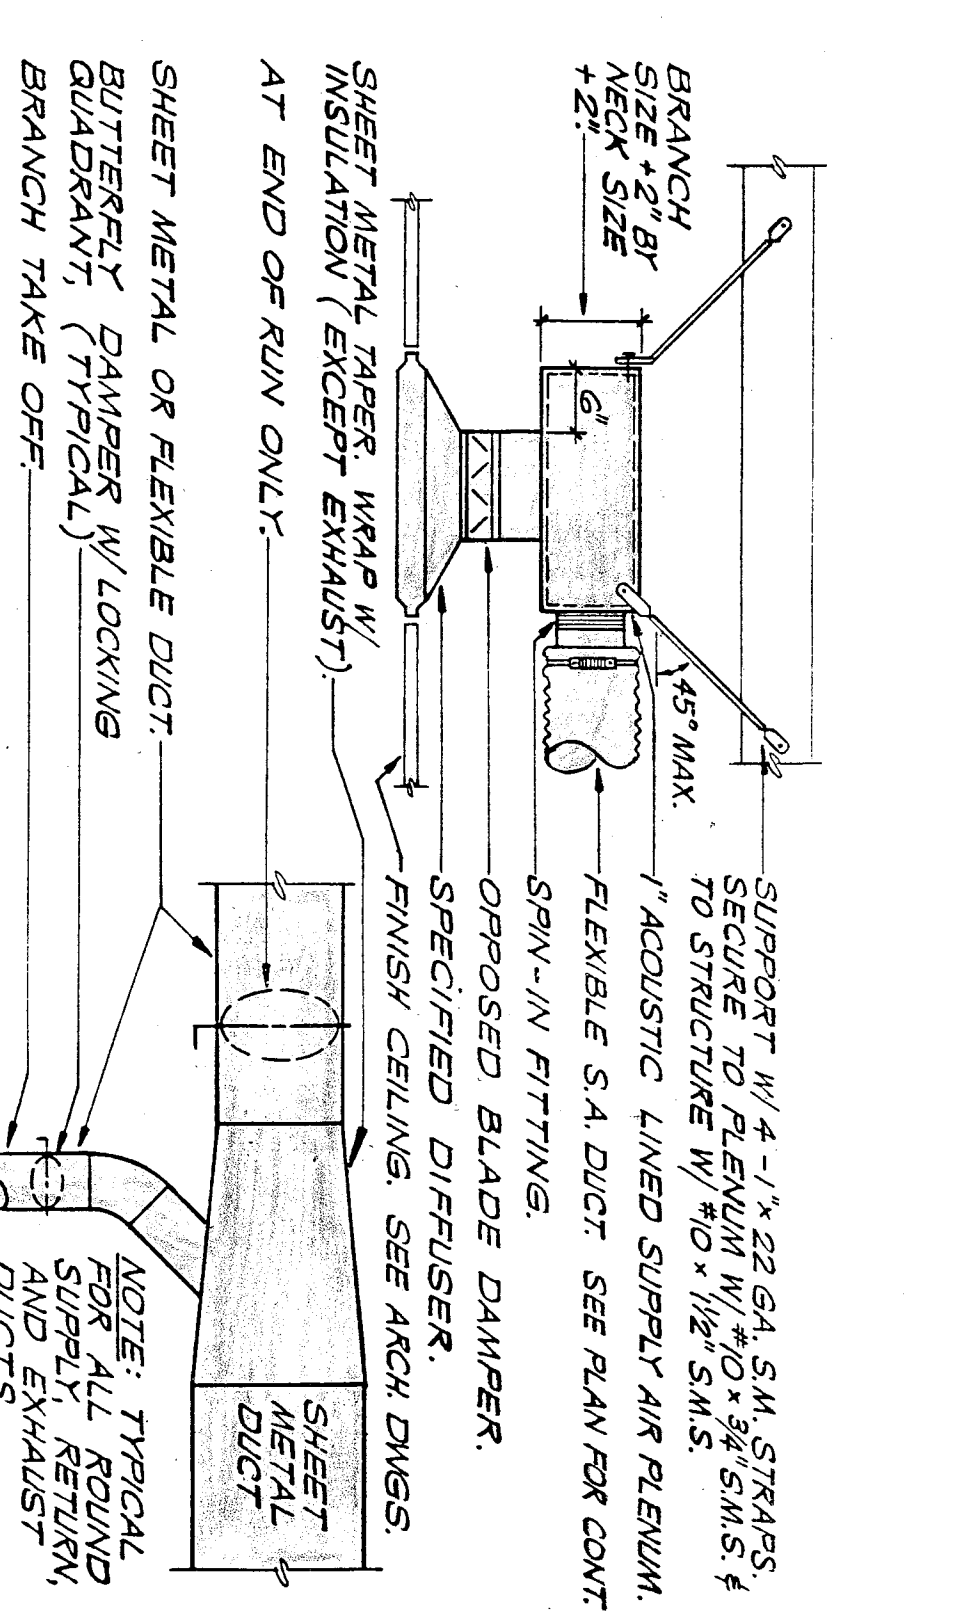 BRANCH
SIZE +2" BY
NECK SIZE
+2".
6"
45° MAX.
SUPPORT W/ 4 - 1" x 22 GA. S.M. STRAPS.
SECURE TO PLENUM W/ #10 x 3/4" S.M.S. &
TO STRUCTURE W/ #10 x 1 1/2" S.M.S.
1" ACOUSTIC LINED SUPPLY AIR PLENUM.
FLEXIBLE S.A. DUCT. SEE PLAN FOR CONT.
SPIN-IN FITTING.
OPPOSED BLADE DAMPER.
SPECIFIED DIFFUSER.
FINISH CEILING. SEE ARCH. DWGS.
SHEET METAL TAPER. WRAP W/
INSULATION (EXCEPT EXHAUST).
AT END OF RUN ONLY.
SHEET METAL OR FLEXIBLE DUCT.
BUTTERFLY DAMPER W/ LOCKING
QUADRANT, (TYPICAL)
BRANCH TAKE OFF.
SHEET
METAL
DUCT
NOTE: TYPICAL
FOR ALL ROUND
SUPPLY, RETURN,
AND EXHAUST
DUCTS